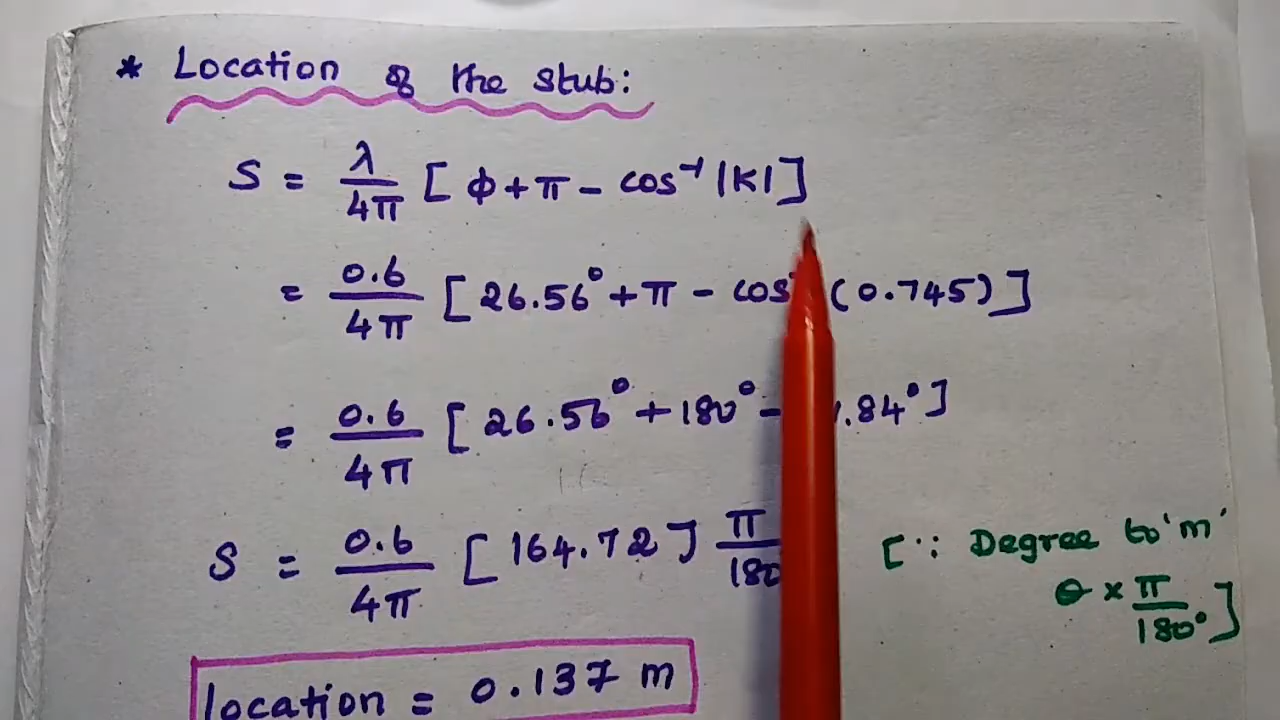 * Location of the stub:
S = λ/4π [ ϕ + π - cos⁻¹ |K| ]
= 0.6/4π [ 26.56° + π - cos (0.745) ]
= 0.6/4π [ 26.56° + 180° - .84° ]
S = 0.6/4π [ 164.72 ] π/180
[∵ Degree to 'm'
θ × π/180° ]
location = 0.137 m